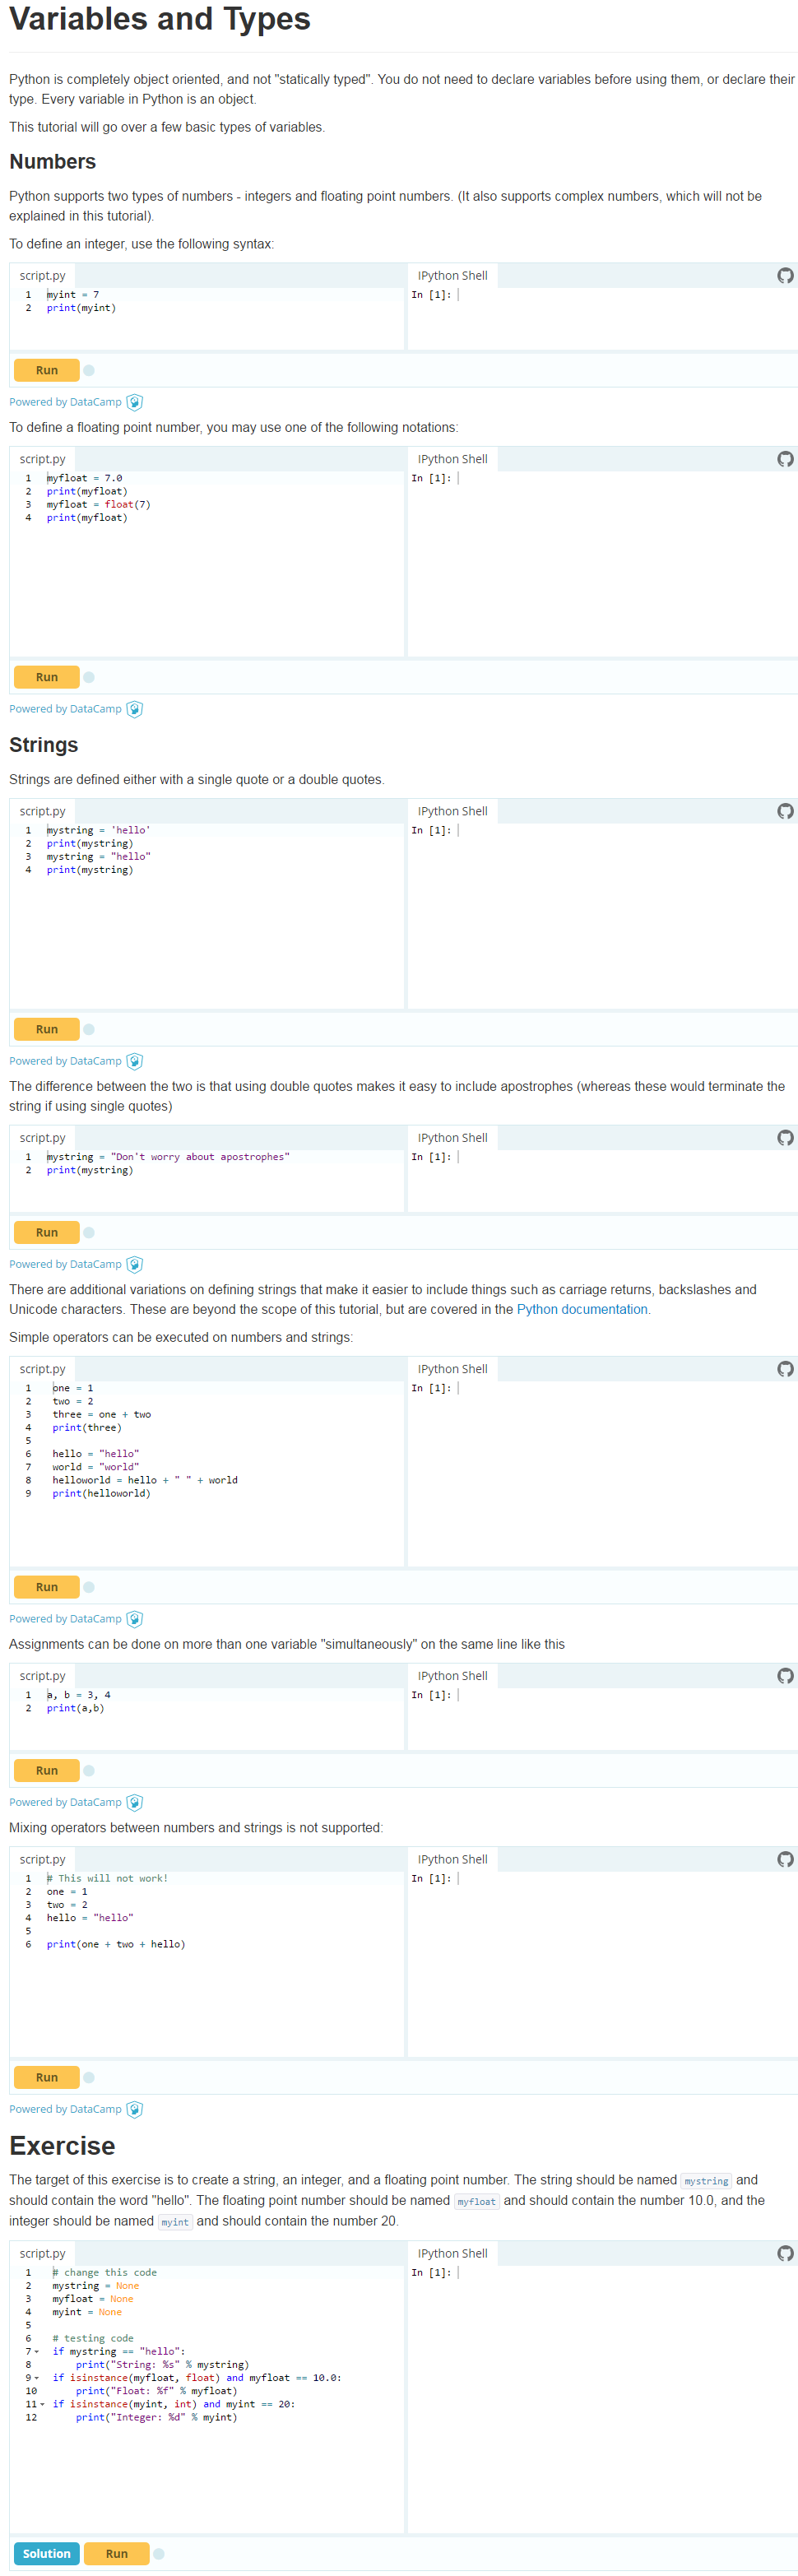 Variables and Types
Python is completely object oriented, and not "statically typed". You do not need to declare variables before using them, or declare their
type. Every variable in Python is an object.
This tutorial will go over a few basic types of variables.
Numbers
Python supports two types of numbers - integers and floating point numbers. (It also supports complex numbers, which will not be
explained in this tutorial).
To define an integer, use the following syntax:
script.py
IPython Shell
1 myint = 7
2 print(myint)
In [1]:
Run
Powered by DataCamp
To define a floating point number, you may use one of the following notations:
script.py
IPython Shell
1 myfloat = 7.0
2 print(myfloat)
3 myfloat = float(7)
4 print(myfloat)
In [1]:
Run
Powered by DataCamp
Strings
Strings are defined either with a single quote or a double quotes.
script.py
IPython Shell
1 mystring = 'hello'
2 print(mystring)
3 mystring = "hello"
4 print(mystring)
In [1]:
Run
Powered by DataCamp
The difference between the two is that using double quotes makes it easy to include apostrophes (whereas these would terminate the
string if using single quotes)
script.py
IPython Shell
1 mystring = "Don't worry about apostrophes"
2 print(mystring)
In [1]:
Run
Powered by DataCamp
There are additional variations on defining strings that make it easier to include things such as carriage returns, backslashes and
Unicode characters. These are beyond the scope of this tutorial, but are covered in the Python documentation.
Simple operators can be executed on numbers and strings:
script.py
IPython Shell
1 one = 1
2 two = 2
3 three = one + two
4 print(three)
5
6 hello = "hello"
7 world = "world"
8 helloworld = hello + " " + world
9 print(helloworld)
In [1]:
Run
Powered by DataCamp
Assignments can be done on more than one variable "simultaneously" on the same line like this
script.py
IPython Shell
1 a, b = 3, 4
2 print(a,b)
In [1]:
Run
Powered by DataCamp
Mixing operators between numbers and strings is not supported:
script.py
IPython Shell
1 # This will not work!
2 one = 1
3 two = 2
4 hello = "hello"
5
6 print(one + two + hello)
In [1]:
Run
Powered by DataCamp
Exercise
The target of this exercise is to create a string, an integer, and a floating point number. The string should be named mystring and
should contain the word "hello". The floating point number should be named myfloat and should contain the number 10.0, and the
integer should be named myint and should contain the number 20.
script.py
IPython Shell
1 # change this code
2 mystring = None
3 myfloat = None
4 myint = None
5
6 # testing code
7 if mystring == "hello":
8 print("String: %s" % mystring)
9 if isinstance(myfloat, float) and myfloat == 10.0:
10 print("Float: %f" % myfloat)
11 if isinstance(myint, int) and myint == 20:
12 print("Integer: %d" % myint)
In [1]:
Solution
Run